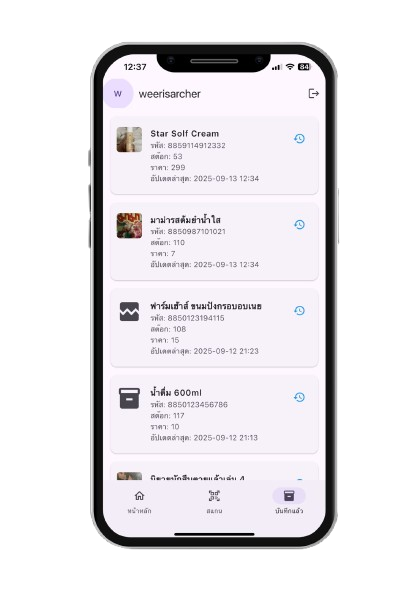 12:37
84
W
weerisarcher
Star Solf Cream
รหัส: 8859114912332
สต๊อก: 53
ราคา: 299
อัปเดตล่าสุด: 2025-09-13 12:34
มาม่ารสต้มยำน้ำใส
รหัส: 8850987101021
สต๊อก: 110
ราคา: 7
อัปเดตล่าสุด: 2025-09-13 12:34
ฟาร์มเฮ้าส์ ขนมปังกรอบอบเนย
รหัส: 8850123194115
สต๊อก: 108
ราคา: 15
อัปเดตล่าสุด: 2025-09-12 21:23
น้ำดื่ม 600ml
รหัส: 8850123456786
สต๊อก: 117
ราคา: 10
อัปเดตล่าสุด: 2025-09-12 21:13
หน้าหลัก
สแกน
บันทึกแล้ว